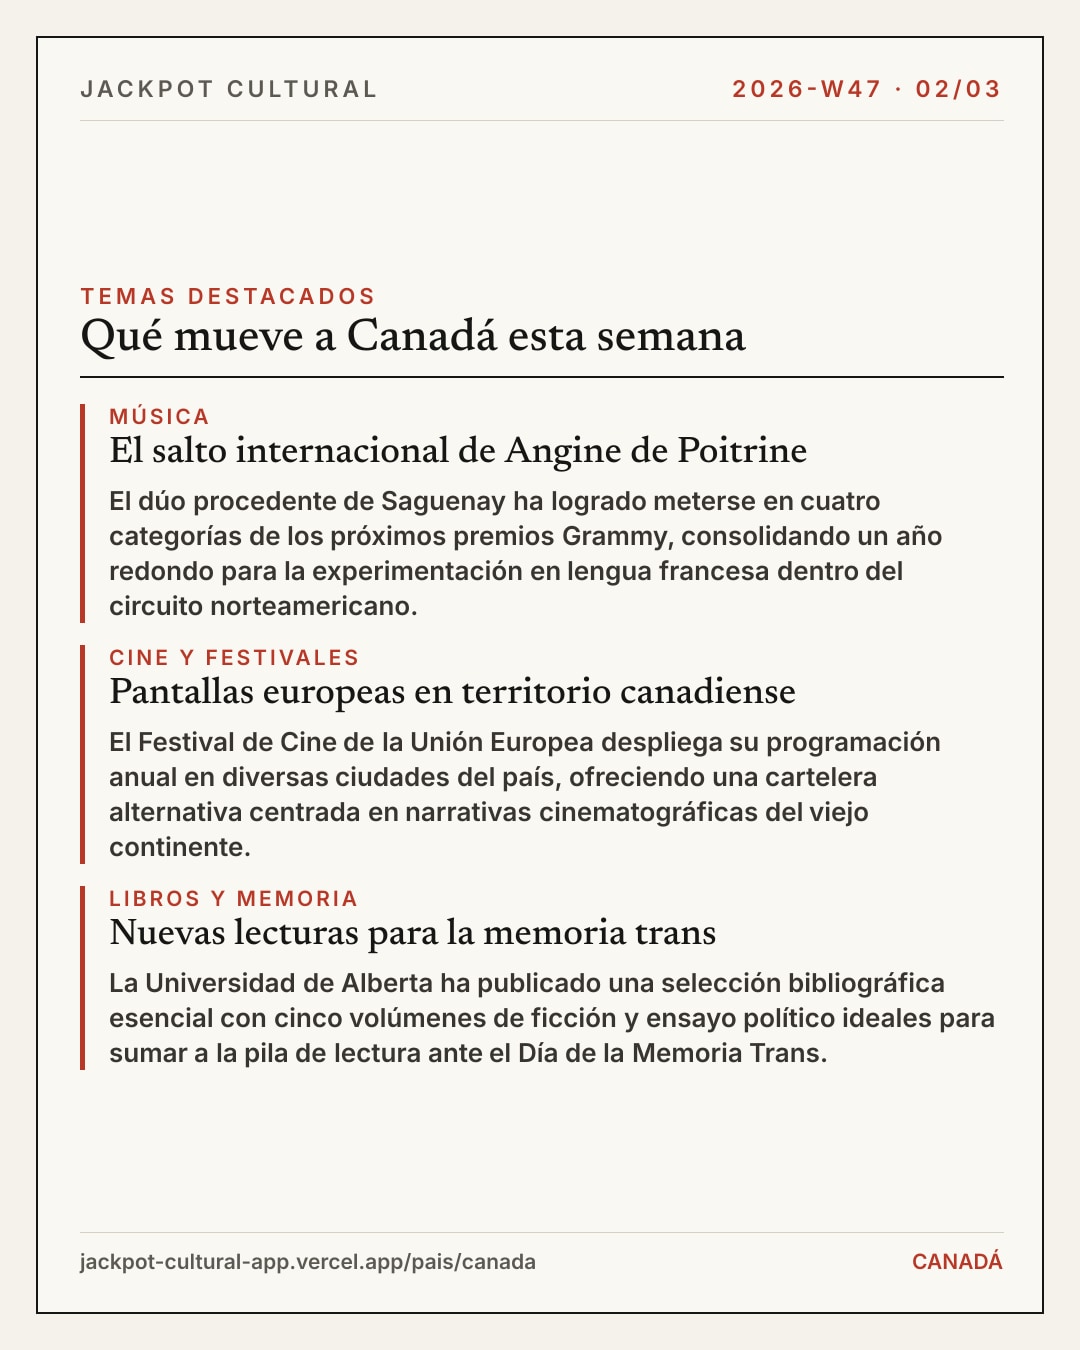 JACKPOT CULTURAL
2026-W47 · 02/03
TEMAS DESTACADOS
Qué mueve a Canadá esta semana
MÚSICA
El salto internacional de Angine de Poitrine
El dúo procedente de Saguenay ha logrado meterse en cuatro
categorías de los próximos premios Grammy, consolidando un año
redondo para la experimentación en lengua francesa dentro del
circuito norteamericano.
CINE Y FESTIVALES
Pantallas europeas en territorio canadiense
El Festival de Cine de la Unión Europea despliega su programación
anual en diversas ciudades del país, ofreciendo una cartelera
alternativa centrada en narrativas cinematográficas del viejo
continente.
LIBROS Y MEMORIA
Nuevas lecturas para la memoria trans
La Universidad de Alberta ha publicado una selección bibliográfica
esencial con cinco volúmenes de ficción y ensayo político ideales para
sumar a la pila de lectura ante el Día de la Memoria Trans.
jackpot-cultural-app.vercel.app/pais/canada
CANADÁ